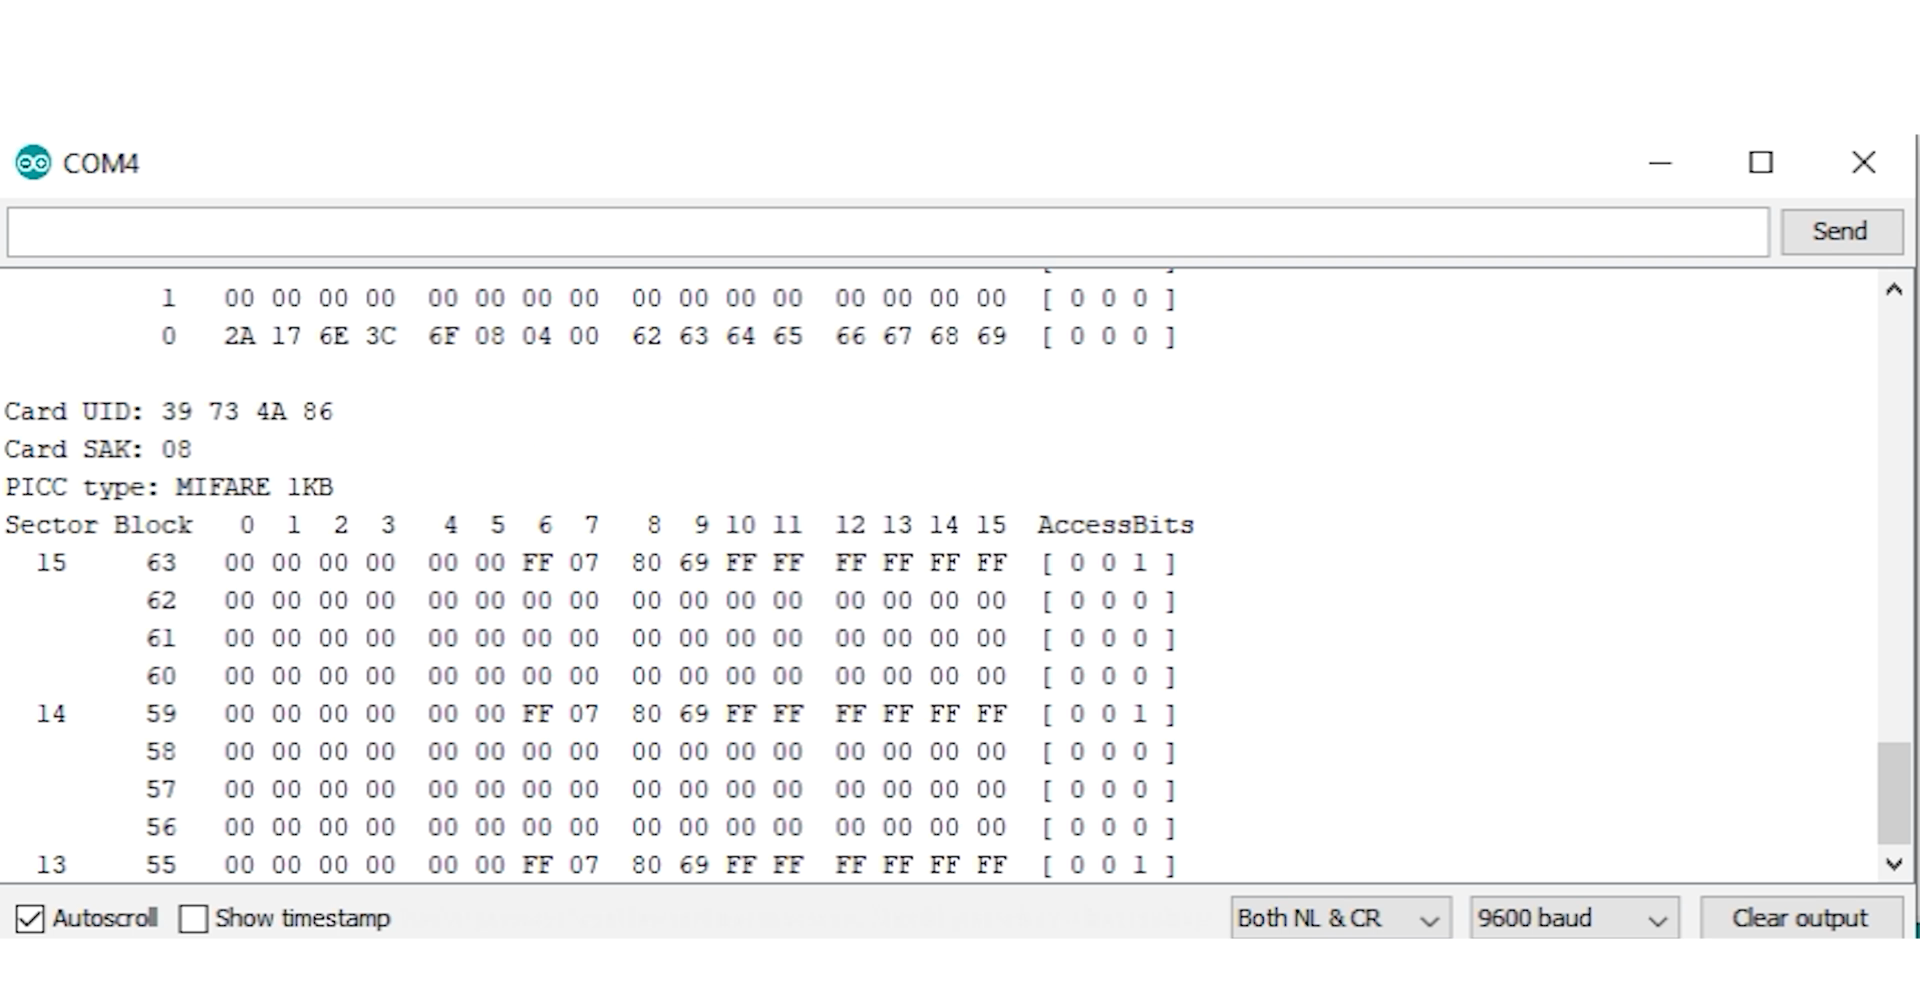 COM4
Send
1 00 00 00 00 00 00 00 00 00 00 00 00 00 00 00 00 [ 0 0 0 ]
0 2A 17 6E 3C 6F 08 04 00 62 63 64 65 66 67 68 69 [ 0 0 0 ]
Card UID: 39 73 4A 86
Card SAK: 08
PICC type: MIFARE 1KB
Sector Block 0 1 2 3 4 5 6 7 8 9 10 11 12 13 14 15 AccessBits
15 63 00 00 00 00 00 00 FF 07 80 69 FF FF FF FF FF FF [ 0 0 1 ]
62 00 00 00 00 00 00 00 00 00 00 00 00 00 00 00 00 [ 0 0 0 ]
61 00 00 00 00 00 00 00 00 00 00 00 00 00 00 00 00 [ 0 0 0 ]
60 00 00 00 00 00 00 00 00 00 00 00 00 00 00 00 00 [ 0 0 0 ]
14 59 00 00 00 00 00 00 FF 07 80 69 FF FF FF FF FF FF [ 0 0 1 ]
58 00 00 00 00 00 00 00 00 00 00 00 00 00 00 00 00 [ 0 0 0 ]
57 00 00 00 00 00 00 00 00 00 00 00 00 00 00 00 00 [ 0 0 0 ]
56 00 00 00 00 00 00 00 00 00 00 00 00 00 00 00 00 [ 0 0 0 ]
13 55 00 00 00 00 00 00 FF 07 80 69 FF FF FF FF FF FF [ 0 0 1 ]
Autoscroll Show timestamp Both NL & CR 9600 baud Clear output